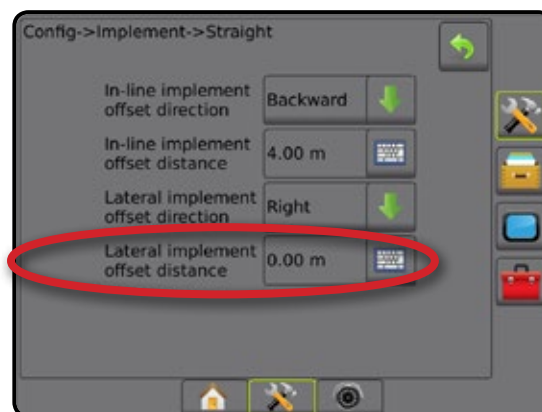 Config->Implement->Straight
In-line implement
offset direction
Backward
In-line implement
offset distance
4.00 m
Lateral implement
offset direction
Right
Lateral implement
offset distance
0.00 m